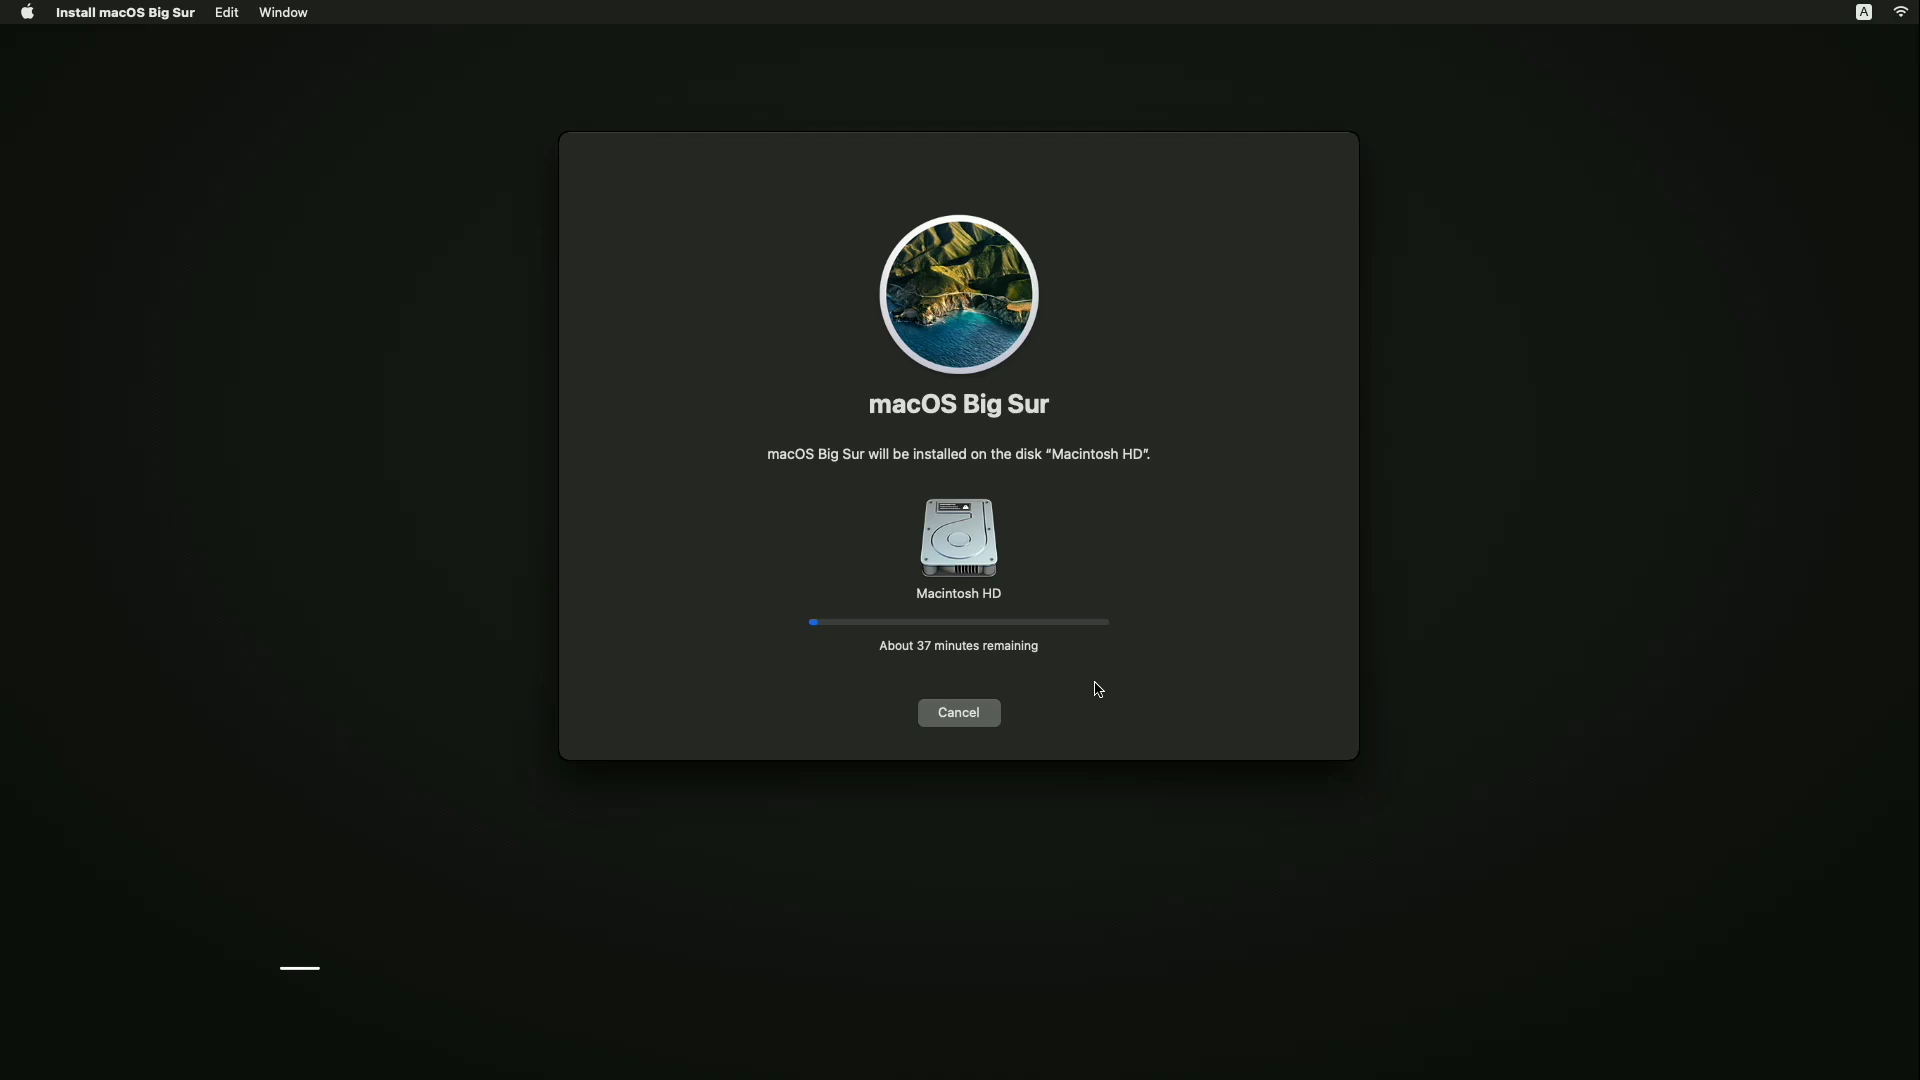 Install macOS Big Sur Edit Window A
macOS Big Sur
macOS Big Sur will be installed on the disk “Macintosh HD”.
Macintosh HD
About 37 minutes remaining
Cancel